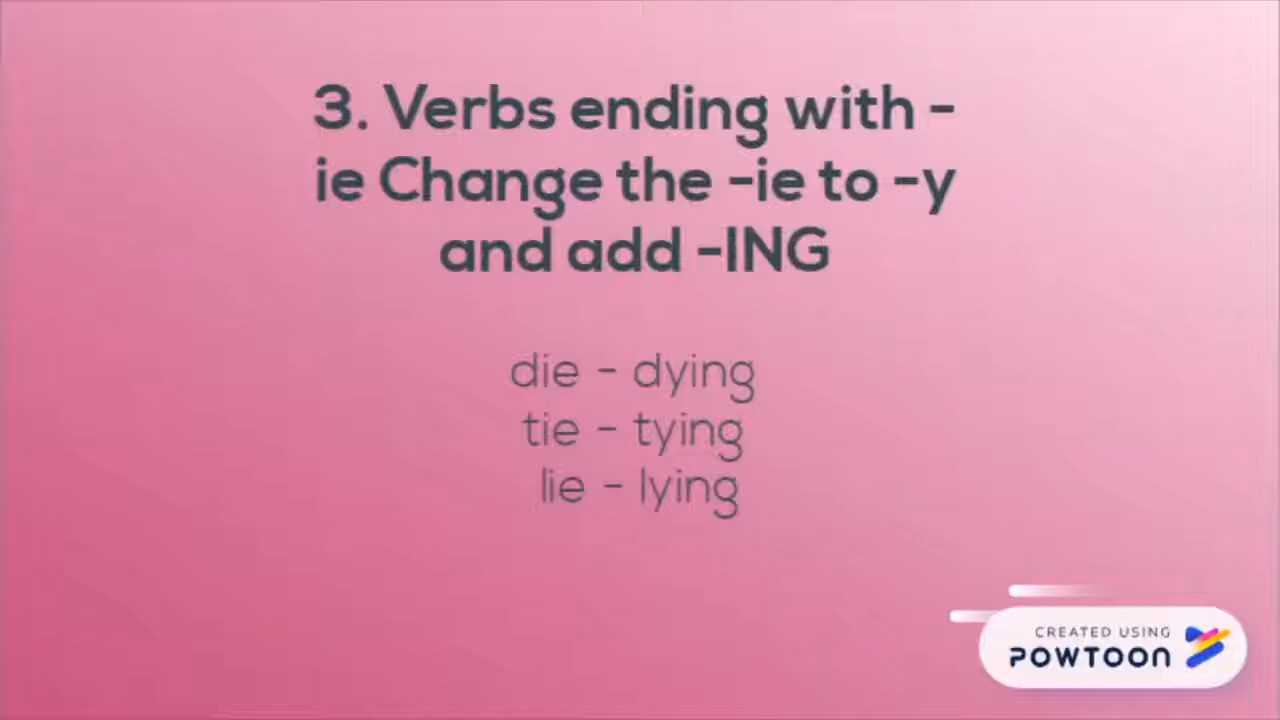 3. Verbs ending with -
ie Change the -ie to -y
and add -ING
die - dying
tie - tying
lie - lying
CREATED USING
POWTOON